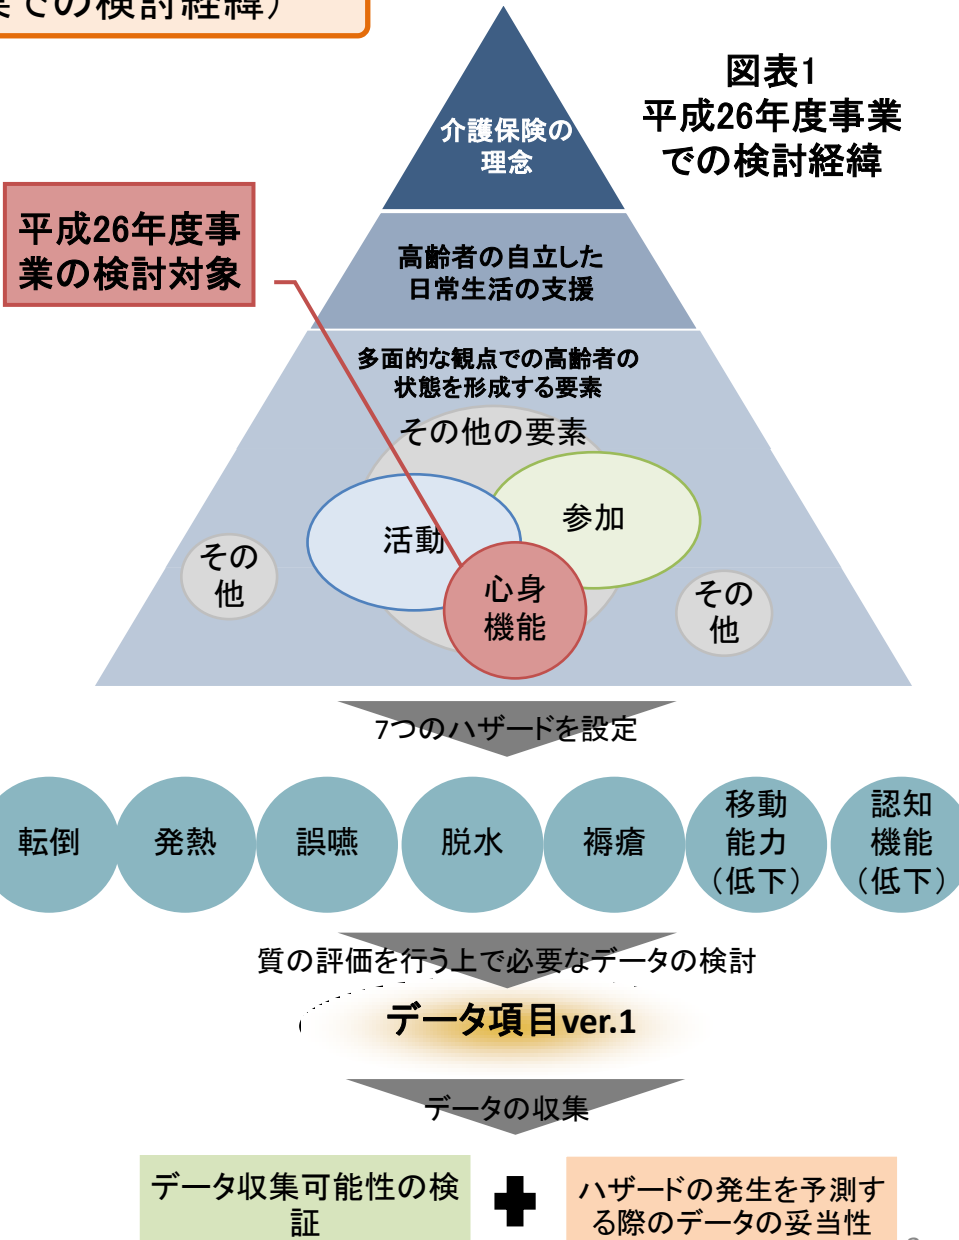 業での検討経緯）
図表1
平成26年度事業
での検討経緯
介護保険の
理念
平成26年度事
業の検討対象
高齢者の自立した
日常生活の支援
多面的な観点での高齢者の
状態を形成する要素
その他の要素
活動
参加
心身
機能
その
他
その
他
7つのハザードを設定
転倒
発熱
誤嚥
脱水
褥瘡
移動
能力
（低下）
認知
機能
（低下）
質の評価を行う上で必要なデータの検討
データ項目ver.1
データの収集
データ収集可能性の検
証
ハザードの発生を予測す
る際のデータの妥当性